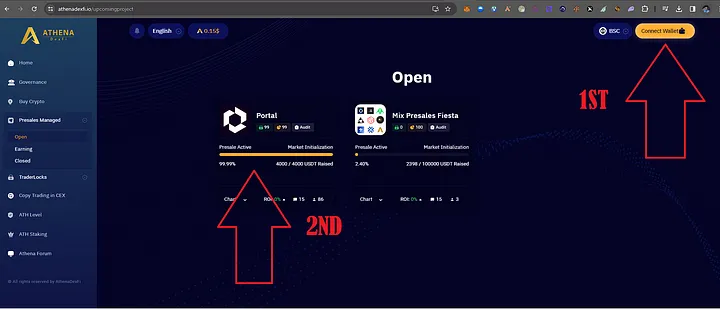 athenadexfi.io/upcomingproject
ATHENA
DexFi
English
0.15$
BSC
Connect Wallet
Home
Governance
Buy Crypto
Presales Managed
Open
Earning
Closed
TraderLocks
Copy Trading in CEX
ATH Level
ATH Staking
Athena Forum
© All rights reserved by AthenaDexFi
Open
1ST
Portal
99 99 Audit
Presale Active Market Initialization
99.99% 4000 / 4000 USDT Raised
Chart ROI: 0% 15 86
2ND
Mix Presales Fiesta
0 100 Audit
Presale Active Market Initialization
2.40% 2398 / 100000 USDT Raised
Chart ROI: 0% 15 3